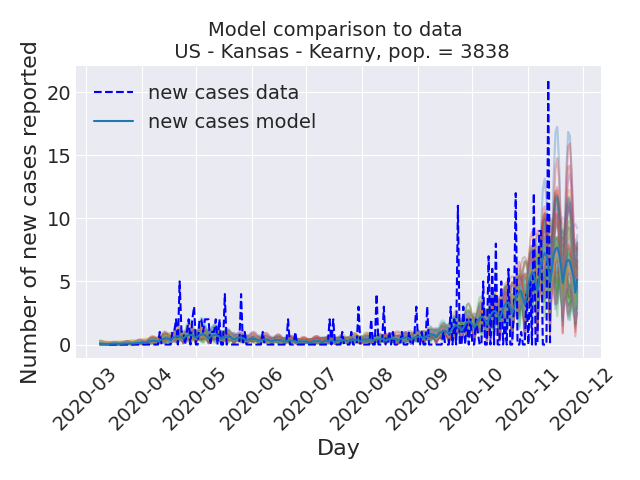 Model comparison to data
US - Kansas - Kearny, pop. = 3838
Number of new cases reported
20
15
10
5
0
new cases data
new cases model
2020-03
2020-04
2020-05
2020-06
2020-07
2020-08
2020-09
2020-10
2020-11
2020-12
Day